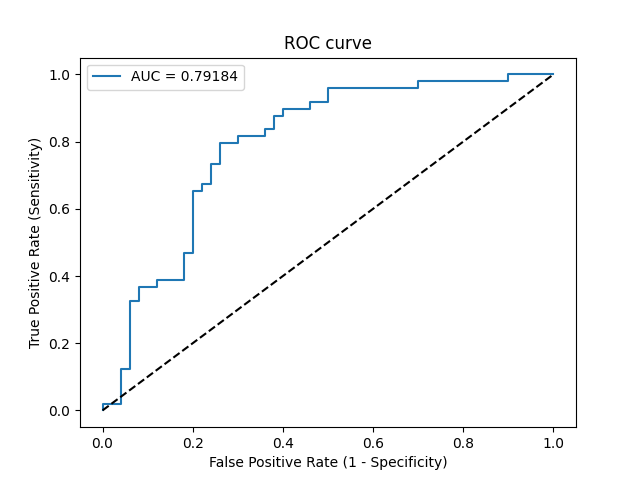 ROC curve
AUC = 0.79184
True Positive Rate (Sensitivity)
1.0
0.8
0.6
0.4
0.2
0.0
0.0 0.2 0.4 0.6 0.8 1.0
False Positive Rate (1 - Specificity)